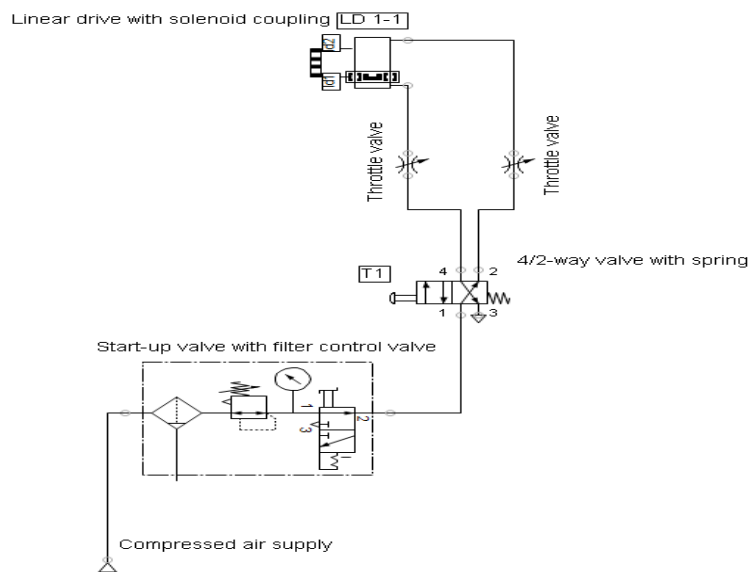 Linear drive with solenoid coupling LD 1-1
Throttle valve
Throttle valve
4/2-way valve with spring
T1
4
2
1
3
Start-up valve with filter control valve
1
2
3
Compressed air supply